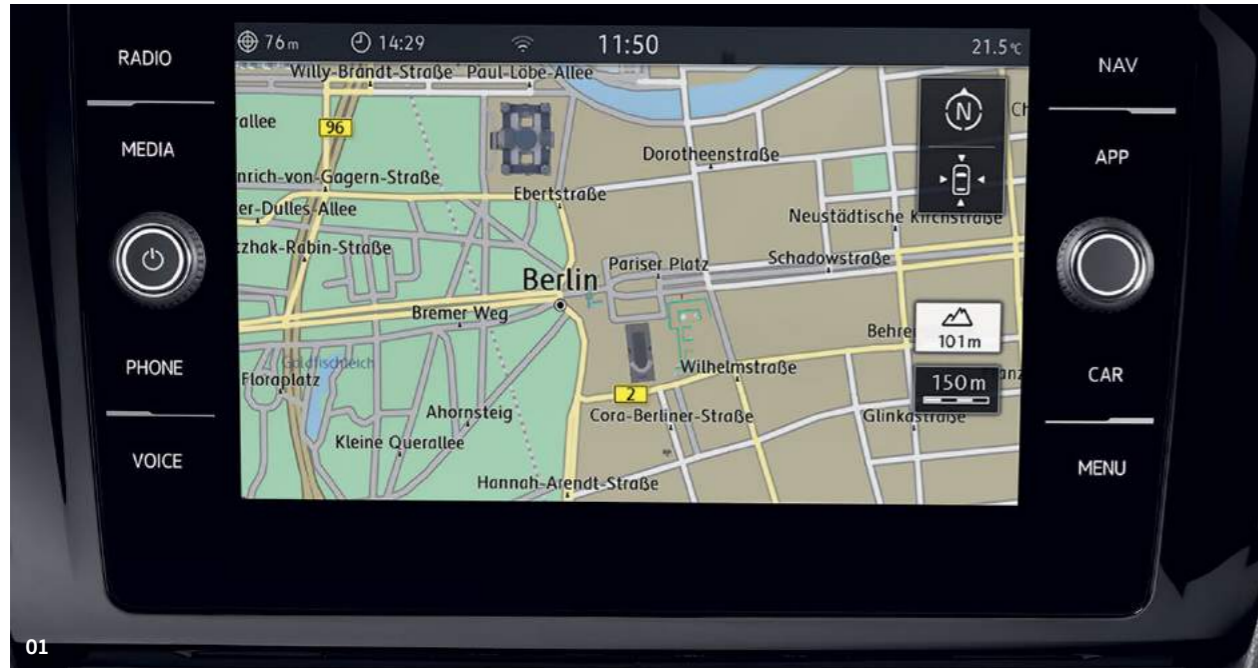 RADIO
MEDIA
PHONE
VOICE
76m 14:29 11:50 21.5°C
Willy-Brandt-Straße Paul-Löbe-Allee
N
rallee
96
Dorotheenstraße
nrich-von-Gagern-Straße
Ebertstraße
er-Dulles-Allee
Neustädtische Kirchstraße
tzhak-Rabin-Straße
Pariser Platz Schadowstraße
Berlin
Bremer Weg
Behre
101m
Goldfischteich
Wilhelmstraße
Floraplatz
2
150m
Ahornsteig
Cora-Berliner-Straße
Glinkastraße
Kleine Querallee
Hannah-Arendt-Straße
NAV
APP
CAR
MENU
01